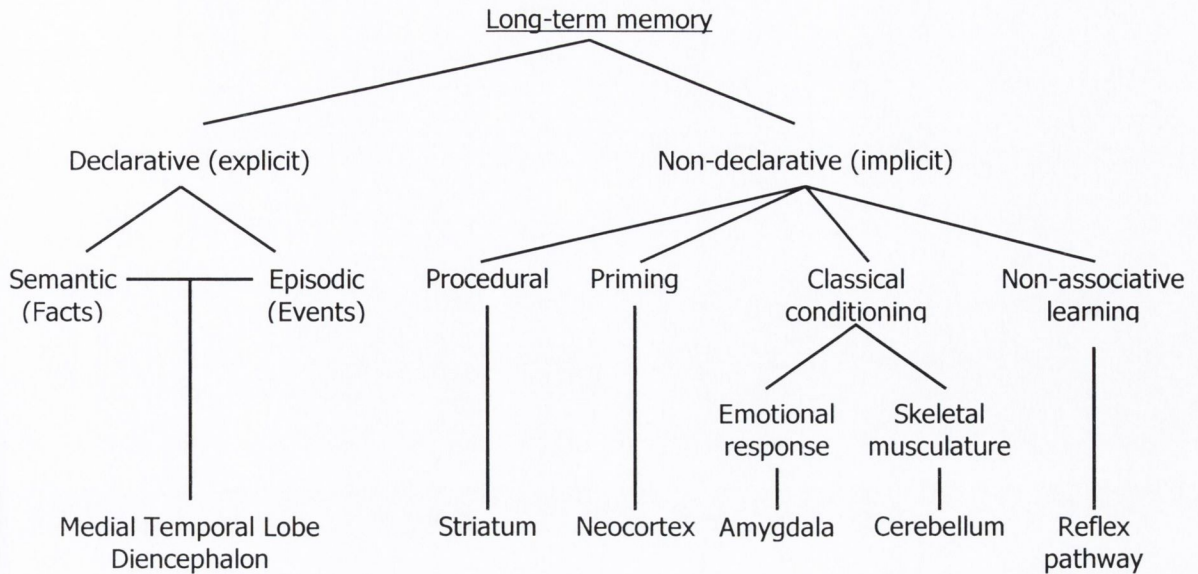 Long-term memory
Declarative (explicit)
Non-declarative (implicit)
Semantic
(Facts)
Episodic
(Events)
Procedural
Priming
Classical
conditioning
Non-associative
learning
Emotional
response
Skeletal
musculature
Medial Temporal Lobe
Diencephalon
Striatum
Neocortex
Amygdala
Cerebellum
Reflex
pathway